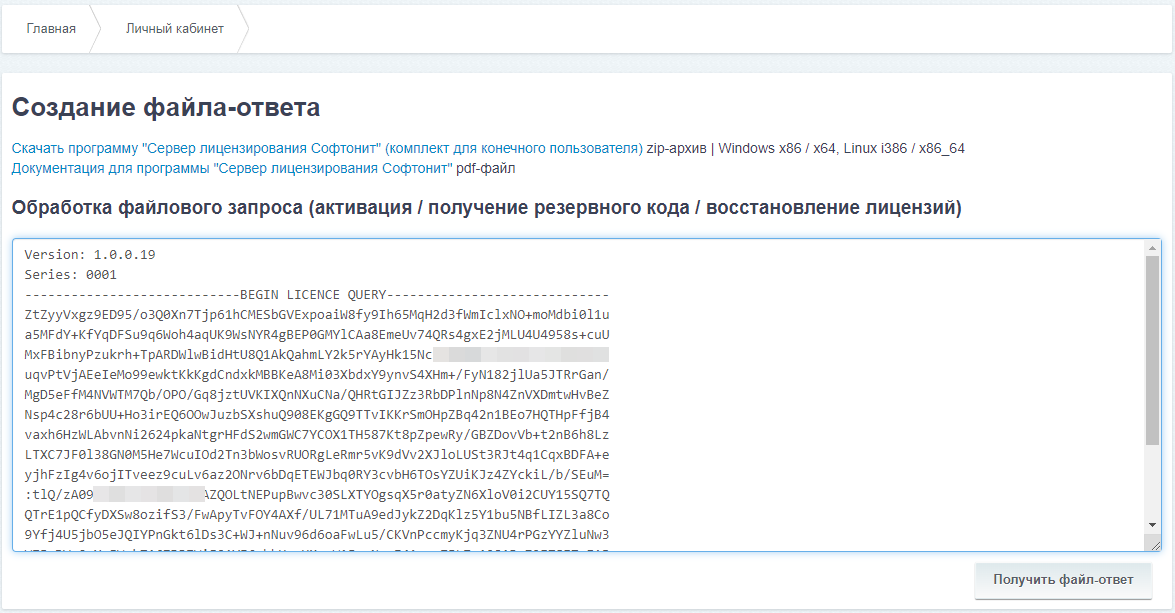 Главная
Личный кабинет
Создание файла-ответа
Скачать программу "Сервер лицензирования Софтонит" (комплект для конечного пользователя) zip-архив | Windows x86 / x64, Linux i386 / x86_64
Документация для программы "Сервер лицензирования Софтонит" pdf-файл
Обработка файлового запроса (активация / получение резервного кода / восстановление лицензий)
Version: 1.0.0.19
Series: 0001
----------------------------BEGIN LICENCE QUERY-----------------------------
ZtZyyVxgz9ED95/o3Q0Xn7Tjp61hCMESbGVExpoaiW8fy9Ih65MqH2d3fWmIclxNO+moMdbi0l1u
a5MFdY+KfYqDFSu9q6Woh4aqUK9WsNYR4gBEP0GMYlCAa8EmeUv74QRs4gxE2jMLU4U4958s+cuU
MxFBibnyPzukrh+TpARDWlwBidHtU8Q1AkQahmLY2k5rYAyHk15Nc
uqvPtVjAEeIeMo99ewktKkKgdCndxkMBBKeA8Mi03XbdxY9ynvS4XHm+/FyN182jlUa5JTRrGan/
MgD5eFfM4NVWTM7Qb/OPO/Gq8jztUVKIXQnNXuCNa/QHRtGIJZz3RbDPlnNp8N4ZnVXDmtwHvBeZ
Nsp4c28r6bUU+Ho3irEQ6OOwJuzbSXshuQ908EKgGQ9TTvIKKrSmOHpZBq42n1BEo7HQTHpFfjB4
vaxh6HzWLAbvnNi2624pkaNtgrHFdS2wmGWC7YCOX1TH587Kt8pZpewRy/GBZDovVb+t2nB6h8Lz
LTXC7JF0l38GN0M5He7WcuIOd2Tn3bWosvRUORgLeRmr5vK9dVv2XJloLUSt3RJt4q1CqxBDFA+e
yjhFzIg4v6ojITveez9cuLv6az2ONrv6bDqETEWJbq0RY3cvbH6TOsYZUiKJz4ZYckiL/b/SEuM=
:tlQ/zA09 AZQOLtNEPupBwvc30SLXTYOgsqX5r0atyZN6XloV0i2CUY15SQ7TQ
QTrE1pQCfyDXSw8ozifS3/FwApyTvFOY4AXf/UL71MTuA9edJykZ2DqKlz5Y1bu5NBfLIZL3a8Co
9Yfj4U5jbO5eJQIYPnGkt6lDs3C+WJ+nNuv96d6oaFwLu5/CKVnPccmyKjq3ZNU4rPGzYYZluNw3
Получить файл-ответ